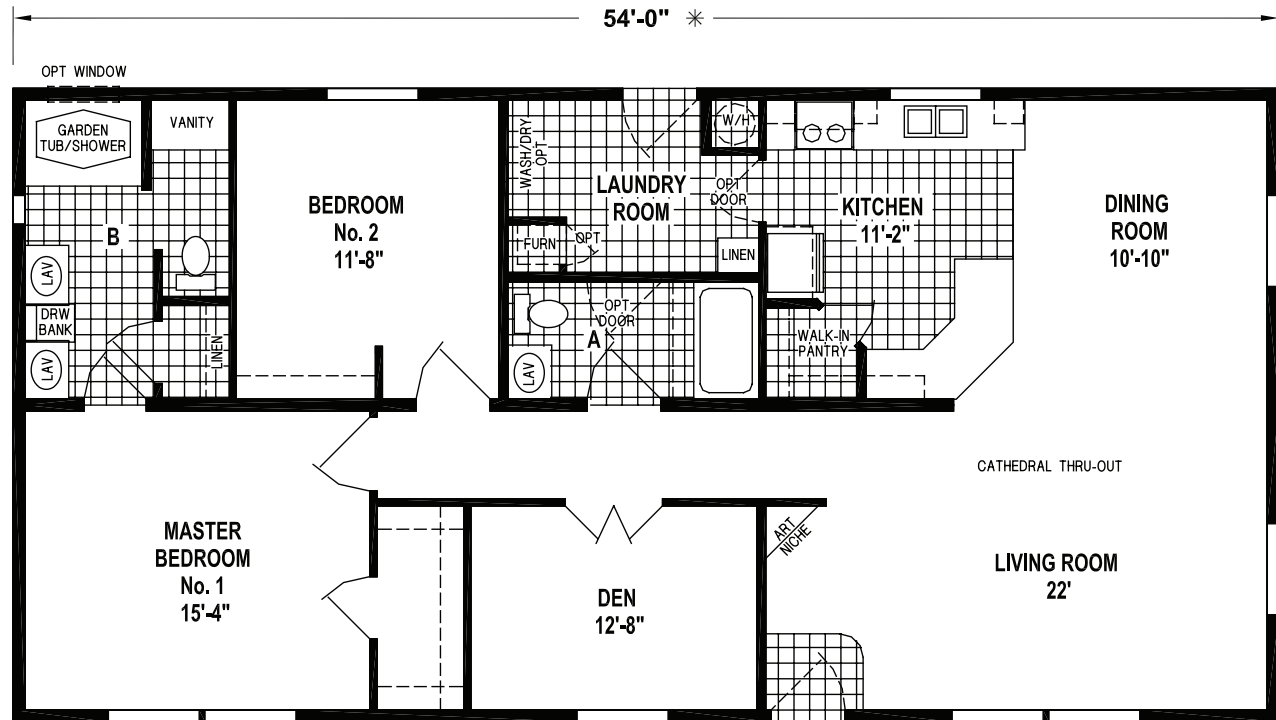 54'-0" ✳
OPT WINDOW
GARDEN
TUB/SHOWER
VANITY
B
LAV
DRW
BANK
LAV
LINEN
BEDROOM
No. 2
11'-8"
WASH/DRY
OPT
LAUNDRY
ROOM
W/H
OPT
DOOR
FURN
OPT
LINEN
OPT
DOOR
A
LAV
KITCHEN
11'-2"
WALK-IN
PANTRY
DINING
ROOM
10'-10"
CATHEDRAL THRU-OUT
MASTER
BEDROOM
No. 1
15'-4"
DEN
12'-8"
ART
NICHE
LIVING ROOM
22'